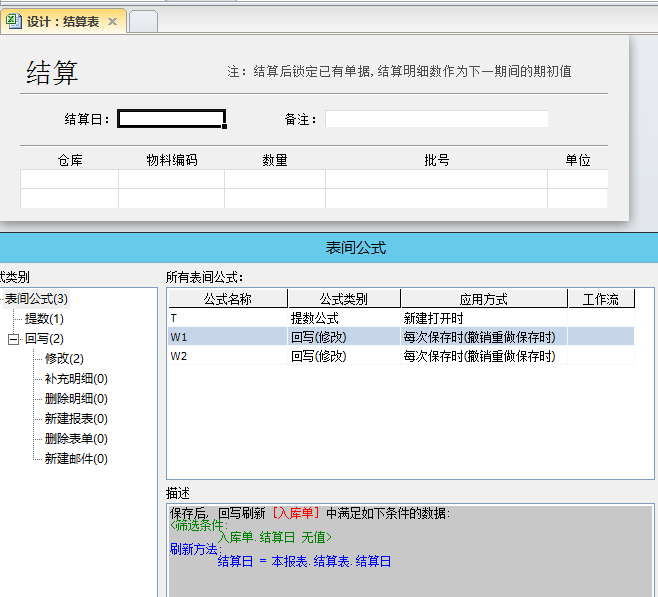 设计：结算表
结算
注：结算后锁定已有单据,结算明细数作为下一期间的期初值
结算日： 备注：
仓库 物料编码 数量 批号 单位
表间公式
式类别 所有表间公式：
表间公式(3)
提数(1)
回写(2)
修改(2)
补充明细(0)
删除明细(0)
新建报表(0)
删除表单(0)
新建邮件(0)
公式名称 公式类别 应用方式 工作流
T 提数公式 新建打开时
W1 回写(修改) 每次保存时(撤销重做保存时)
W2 回写(修改) 每次保存时(撤销重做保存时)
描述
保存后, 回写刷新 [入库单] 中满足如下条件的数据:
<筛选条件:
入库单.结算日 无值>
刷新方法:
结算日 = 本报表.结算表.结算日